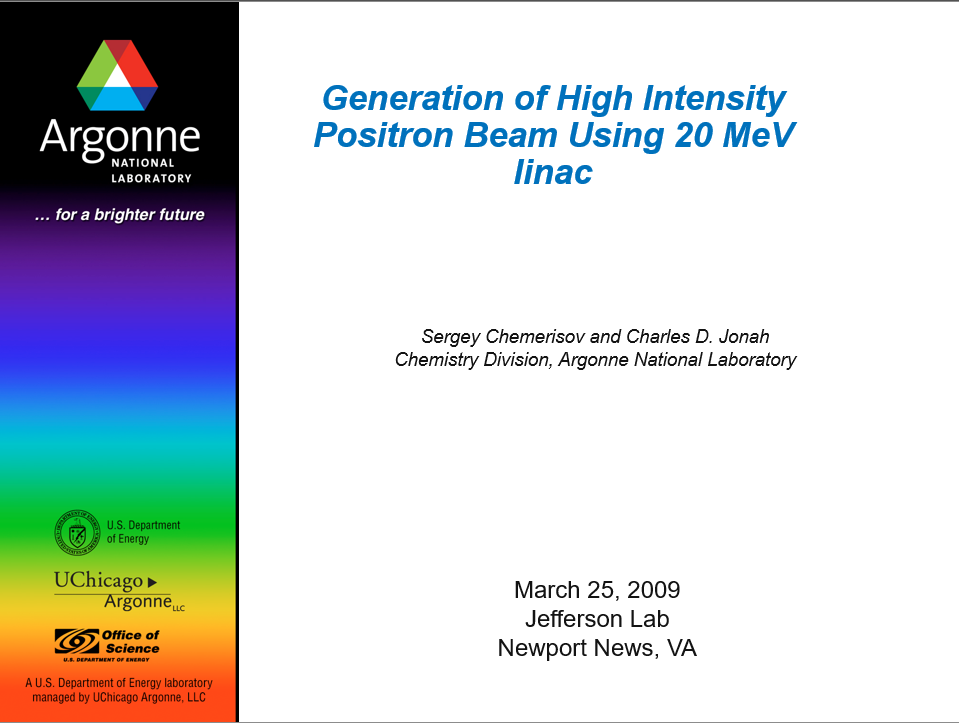 Argonne
NATIONAL
LABORATORY
... for a brighter future
U.S. Department
of Energy
UChicago
Argonne LLC
Office of
Science
U.S. DEPARTMENT OF ENERGY
A U.S. Department of Energy laboratory
managed by UChicago Argonne, LLC
Generation of High Intensity
Positron Beam Using 20 MeV
linac
Sergey Chemerisov and Charles D. Jonah
Chemistry Division, Argonne National Laboratory
March 25, 2009
Jefferson Lab
Newport News, VA